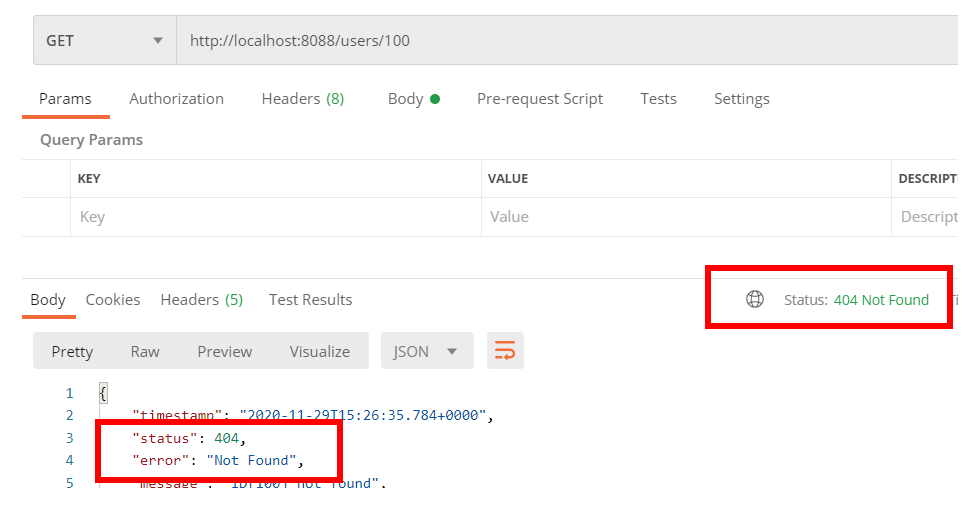 GET http://localhost:8088/users/100
Params Authorization Headers (8) Body Pre-request Script Tests Settings
Query Params
KEY VALUE DESCRIPT
Key Value Descript
Body Cookies Headers (5) Test Results Status: 404 Not Found
Pretty Raw Preview Visualize JSON
1 {
2 "timestamp": "2020-11-29T15:26:35.784+0000",
3 "status": 404,
4 "error": "Not Found",
5 "message": not found",